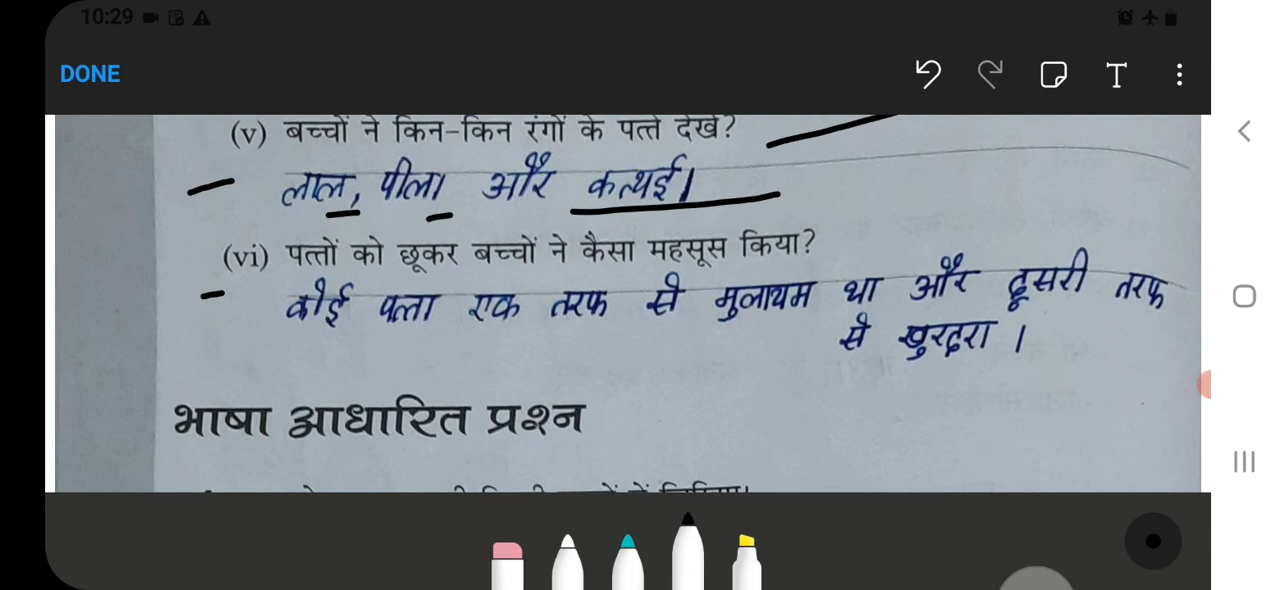 10:29
DONE
T
(v) बच्चों ने किन-किन रंगों के पत्ते देखे?
लाल, पीला और कत्थई।
(vi) पत्तों को छूकर बच्चों ने कैसा महसूस किया?
कोई पत्ता एक तरफ से मुलायम था और दूसरी तरफ
से खुरदरा ।
भाषा आधारित प्रश्न